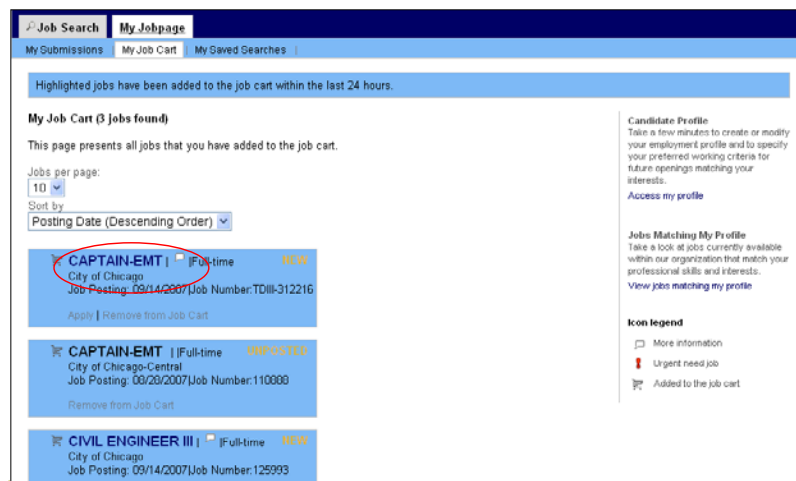 Job Search My Jobpage
My Submissions | My Job Cart | My Saved Searches |
Highlighted jobs have been added to the job cart within the last 24 hours.
My Job Cart (3 jobs found)
This page presents all jobs that you have added to the job cart.
Jobs per page:
10
Sort by
Posting Date (Descending Order)
CAPTAIN-EMT | |Full-time NEW
City of Chicago
Job Posting: 09/14/2007|Job Number:TDIII-312216
Apply | Remove from Job Cart
CAPTAIN-EMT | |Full-time UNPOSTED
City of Chicago-Central
Job Posting: 08/28/2007|Job Number:110888
Remove from Job Cart
CIVIL ENGINEER III | |Full-time NEW
City of Chicago
Job Posting: 09/14/2007|Job Number:125993
Candidate Profile
Take a few minutes to create or modify
your employment profile and to specify
your preferred working criteria for
future openings matching your
interests.
Access my profile
Jobs Matching My Profile
Take a look at jobs currently available
within our organization that match your
professional skills and interests.
View jobs matching my profile
Icon legend
More information
Urgent need job
Added to the job cart